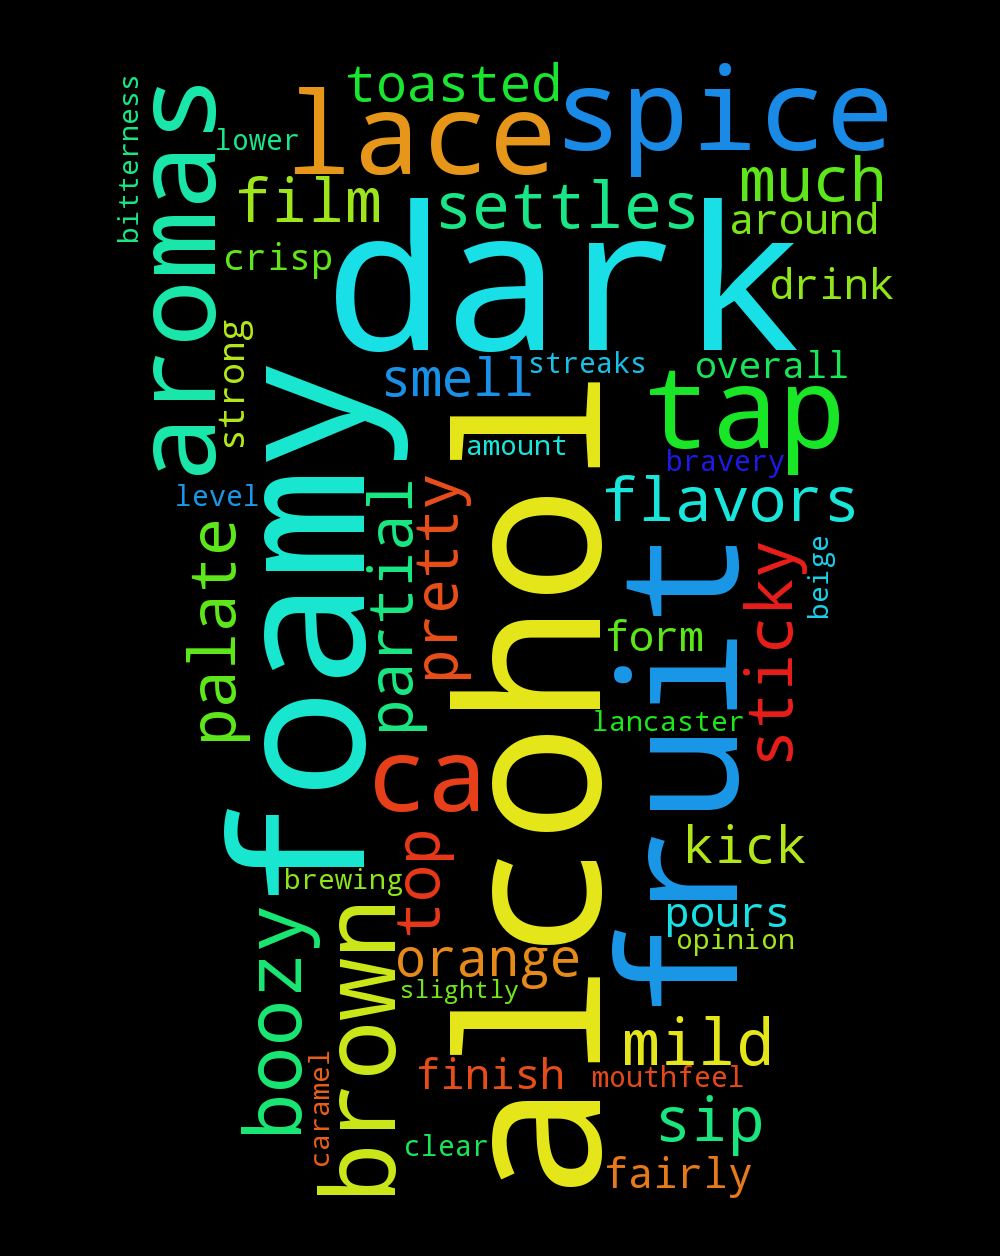 toasted
spice
lace
bitterness
aromas
lower
film
settles
much
around
crisp
dark
drink
strong
smell
streaks
overall
tap
foamy
alcohol
amount
bravery
level
partial
pretty
flavors
palate
fruit
sticky
beige
form
lancaster
ca
top
kick
brewing
brown
boozy
pours
opinion
orange
slightly
mild
finish
mouthfeel
caramel
sip
clear
fairly